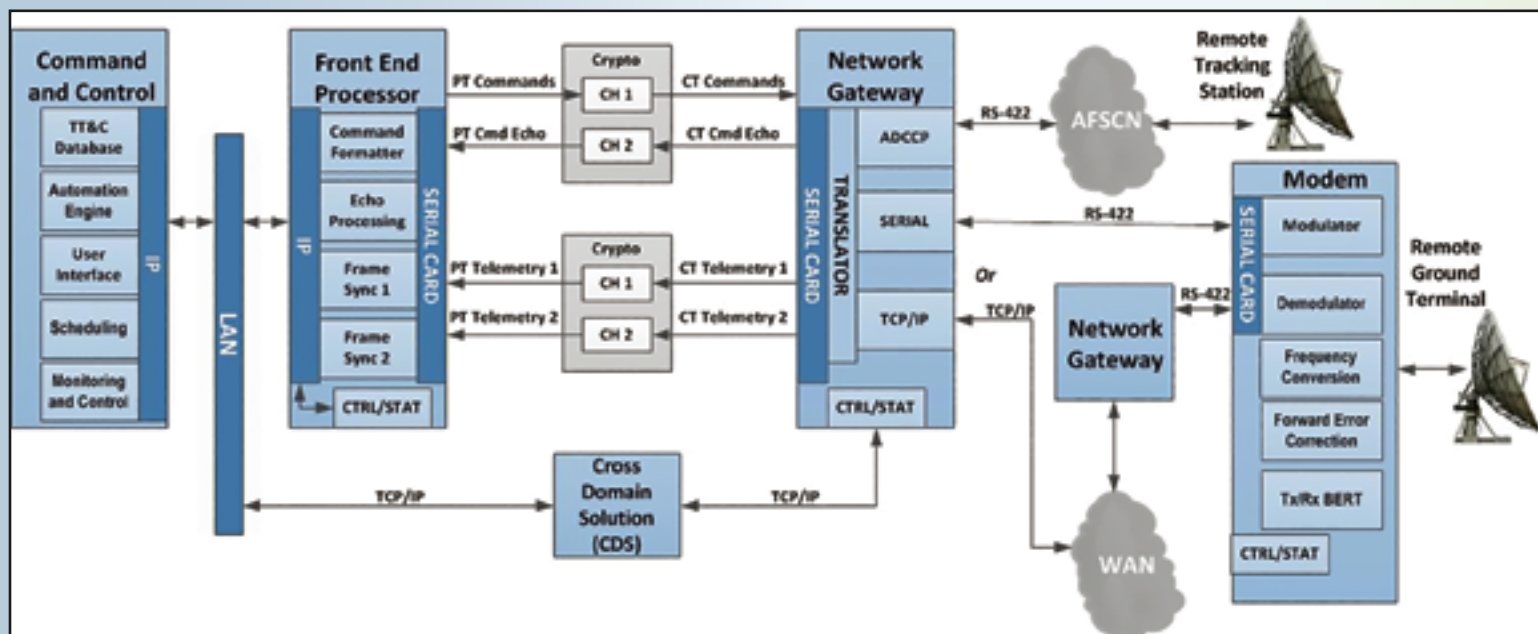 Command
and Control
TT&C
Database
Automation
Engine
User
Interface
Scheduling
Monitoring
and Control
IP
LAN
Front End
Processor
IP
Command
Formatter
Echo
Processing
Frame
Sync 1
Frame
Sync 2
SERIAL CARD
CTRL/STAT
PT Commands
PT Cmd Echo
PT Telemetry 1
PT Telemetry 2
Crypto
CH 1
CH 2
Crypto
CH 1
CH 2
CT Commands
CT Cmd Echo
CT Telemetry 1
CT Telemetry 2
Network
Gateway
SERIAL CARD
TRANSLATOR
ADCCP
SERIAL
TCP/IP
CTRL/STAT
TCP/IP
Cross
Domain
Solution
(CDS)
TCP/IP
RS-422
AFSCN
Remote
Tracking
Station
RS-422
Or
TCP/IP
Network
Gateway
RS-422
WAN
Modem
SERIAL CARD
Modulator
Demodulator
Frequency
Conversion
Forward Error
Correction
Tx/Rx BERT
CTRL/STAT
Remote
Ground
Terminal